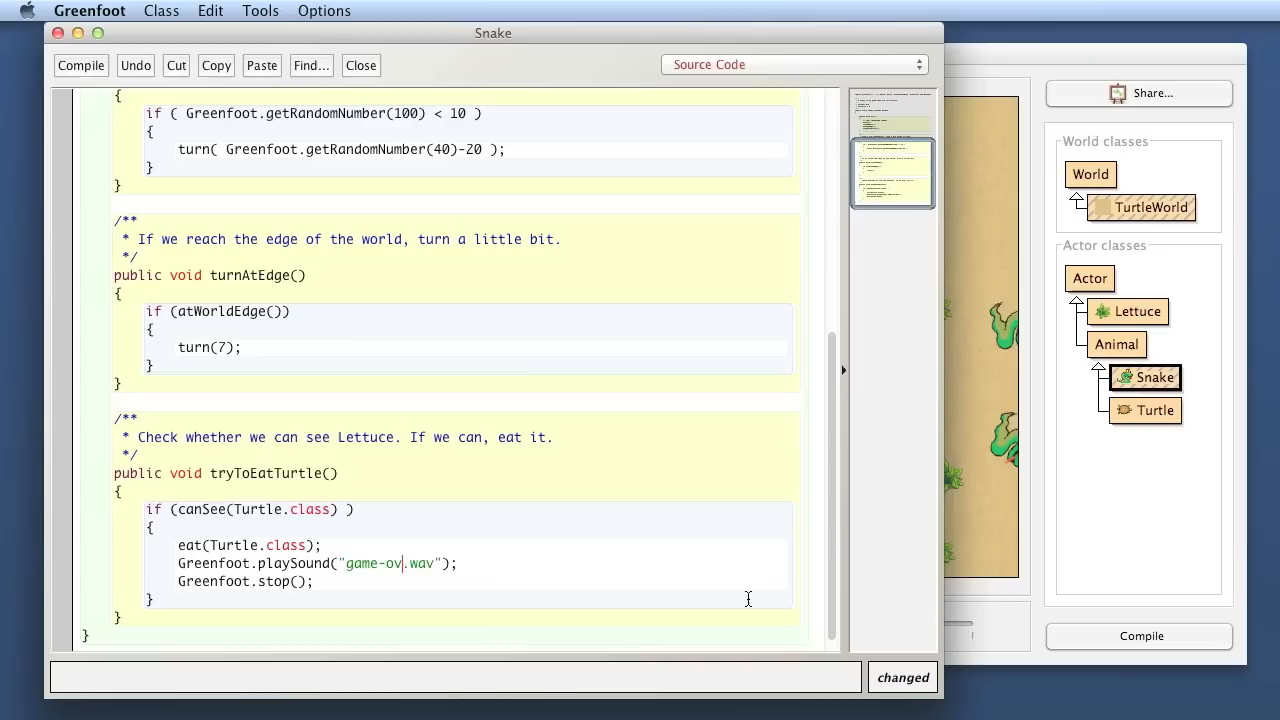 Greenfoot Class Edit Tools Options
Snake
Compile Undo Cut Copy Paste Find... Close Source Code
{
if ( Greenfoot.getRandomNumber(100) < 10 )
{
turn( Greenfoot.getRandomNumber(40)-20 );
}
}
/**
* If we reach the edge of the world, turn a little bit.
*/
public void turnAtEdge()
{
if (atWorldEdge())
{
turn(7);
}
}
/**
* Check whether we can see Lettuce. If we can, eat it.
*/
public void tryToEatTurtle()
{
if (canSee(Turtle.class) )
{
eat(Turtle.class);
Greenfoot.playSound("game-ov.wav");
Greenfoot.stop();
}
}
}
changed
Share...
World classes
World
TurtleWorld
Actor classes
Actor
Lettuce
Animal
Snake
Turtle
Compile